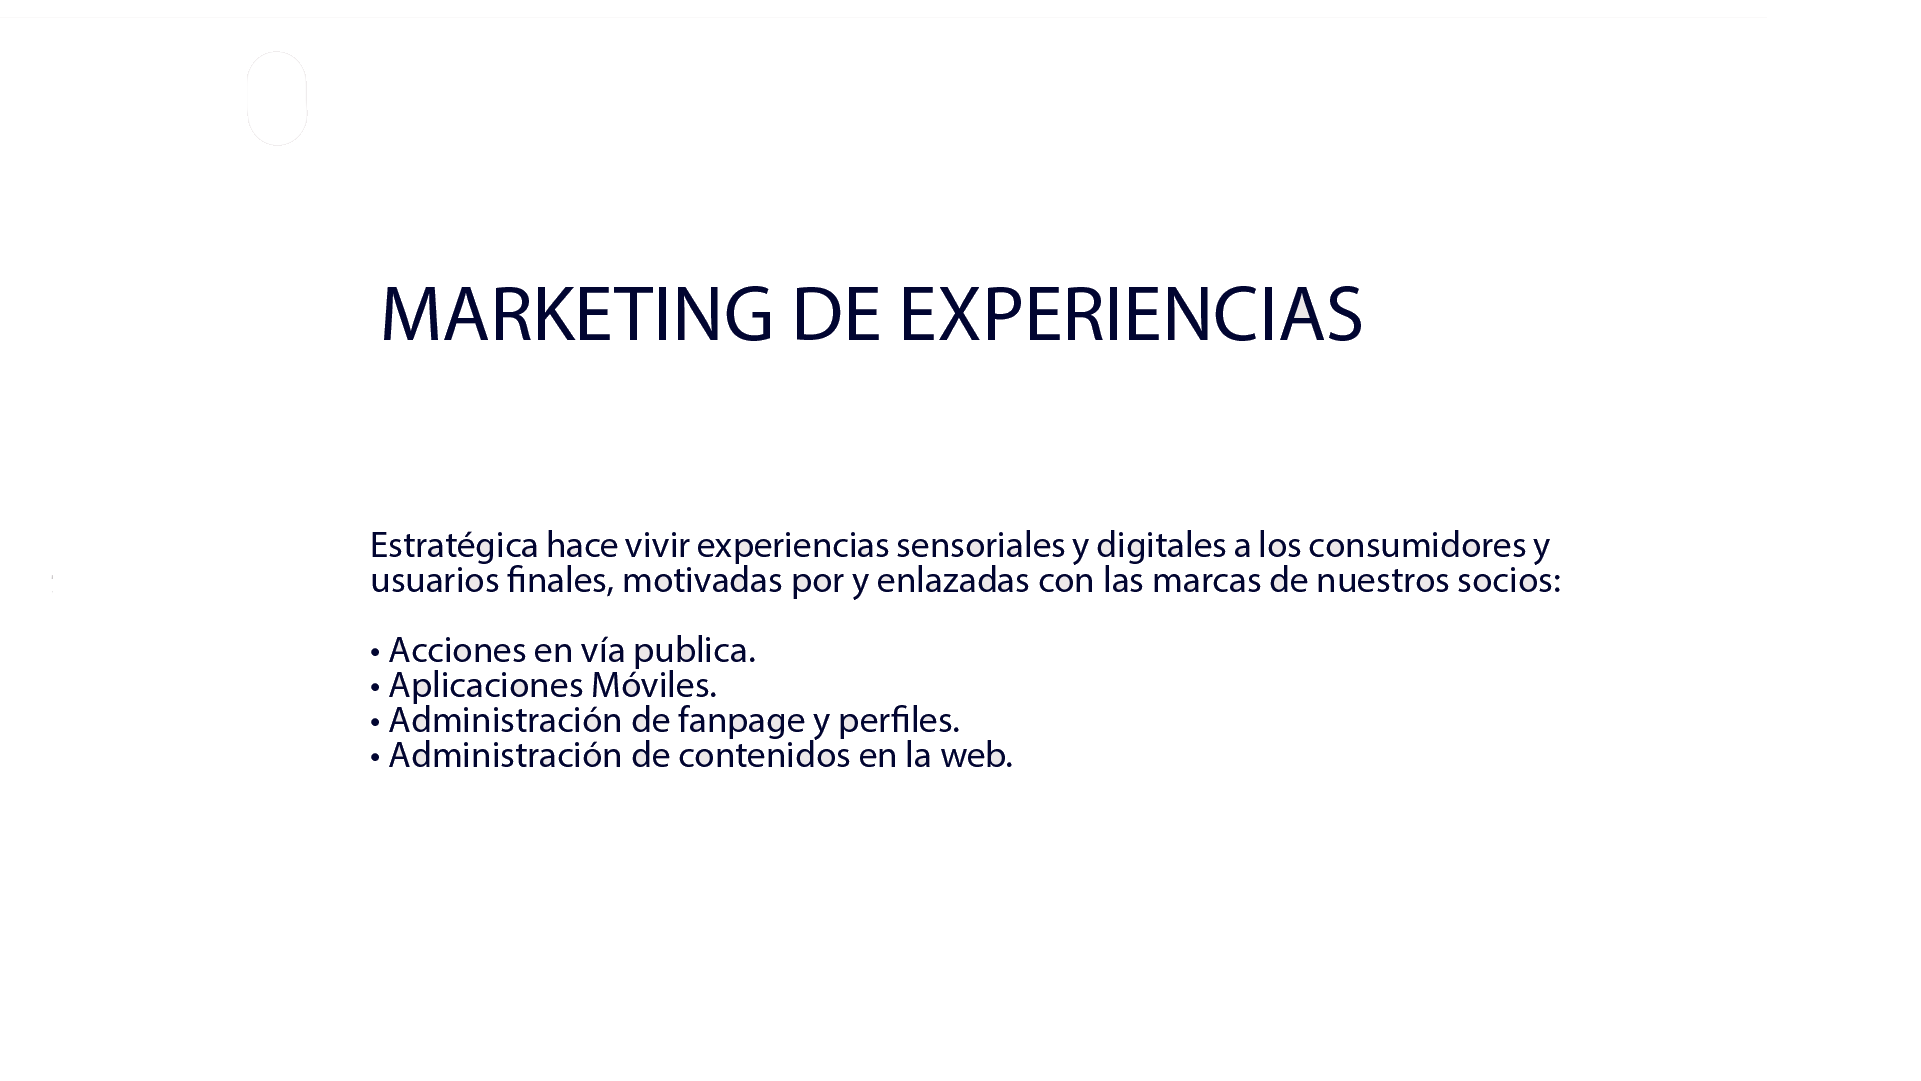 MARKETING DE EXPERIENCIAS
Estratégica hace vivir experiencias sensoriales y digitales a los consumidores y
usuarios finales, motivadas por y enlazadas con las marcas de nuestros socios:
• Acciones en vía publica.
• Aplicaciones Móviles.
• Administración de fanpage y perfiles.
• Administración de contenidos en la web.